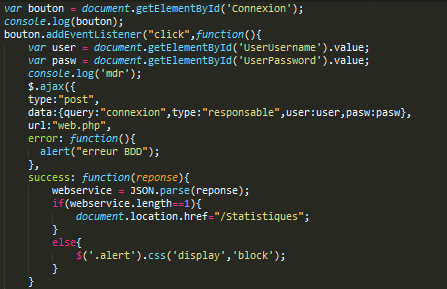 var bouton = document.getElementById('Connexion');
console.log(bouton);
bouton.addEventListener("click",function(){
var user = document.getElementById('UserUsername').value;
var pasw = document.getElementById('UserPassword').value;
console.log('mdr');
$.ajax({
type:"post",
data:{query:"connexion",type:"responsable",user:user,pasw:pasw},
url:"web.php",
error: function(){
alert("erreur BDD");
},
success: function(reponse){
webservice = JSON.parse(reponse);
if(webservice.length==1){
document.location.href="/Statistiques";
}
else{
$('.alert').css('display','block');
}
}